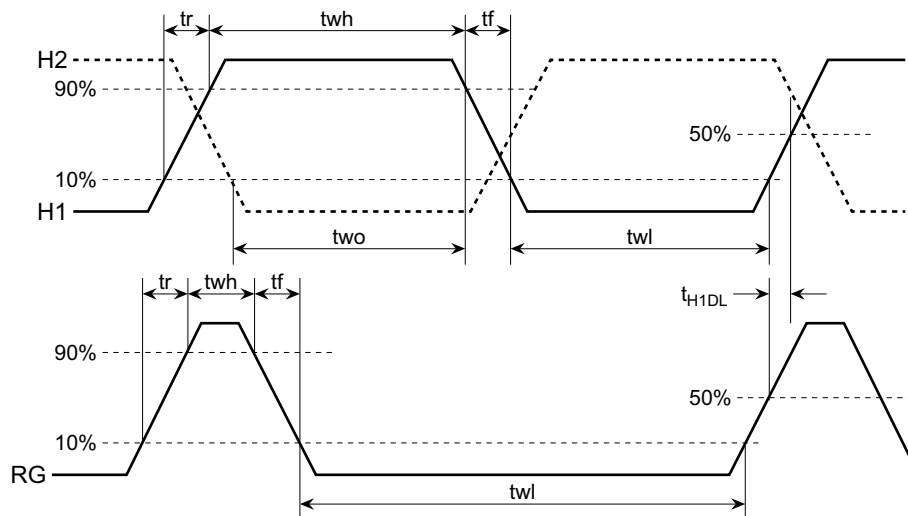 tr twh tf
H2
90%
50%
10%
H1
two twl
tr twh tf
tH1DL
90%
50%
10%
RG
twl